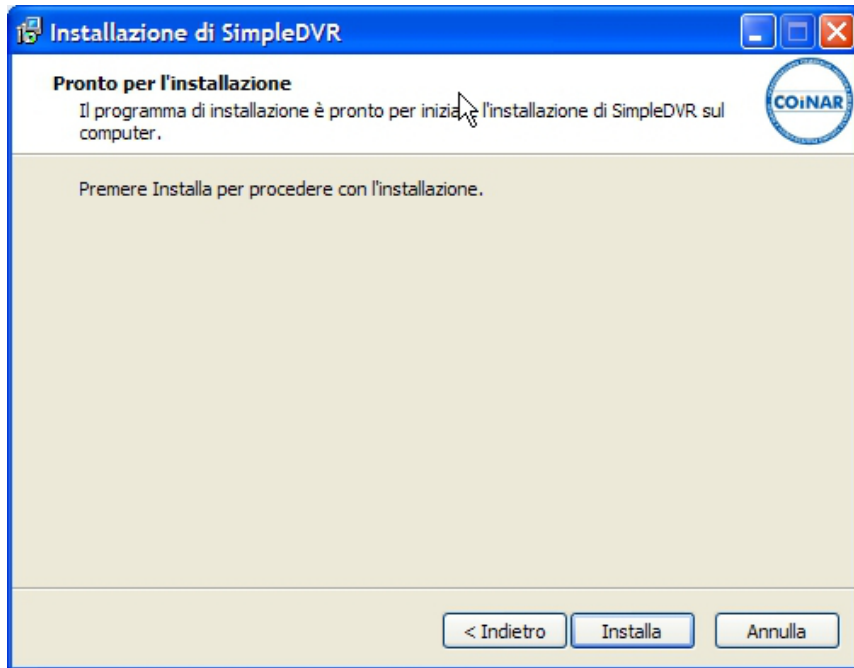 Installazione di SimpleDVR
Pronto per l'installazione
Il programma di installazione è pronto per iniziare l'installazione di SimpleDVR sul
computer.
COiNAR
Premere Installa per procedere con l'installazione.
< Indietro
Installa
Annulla